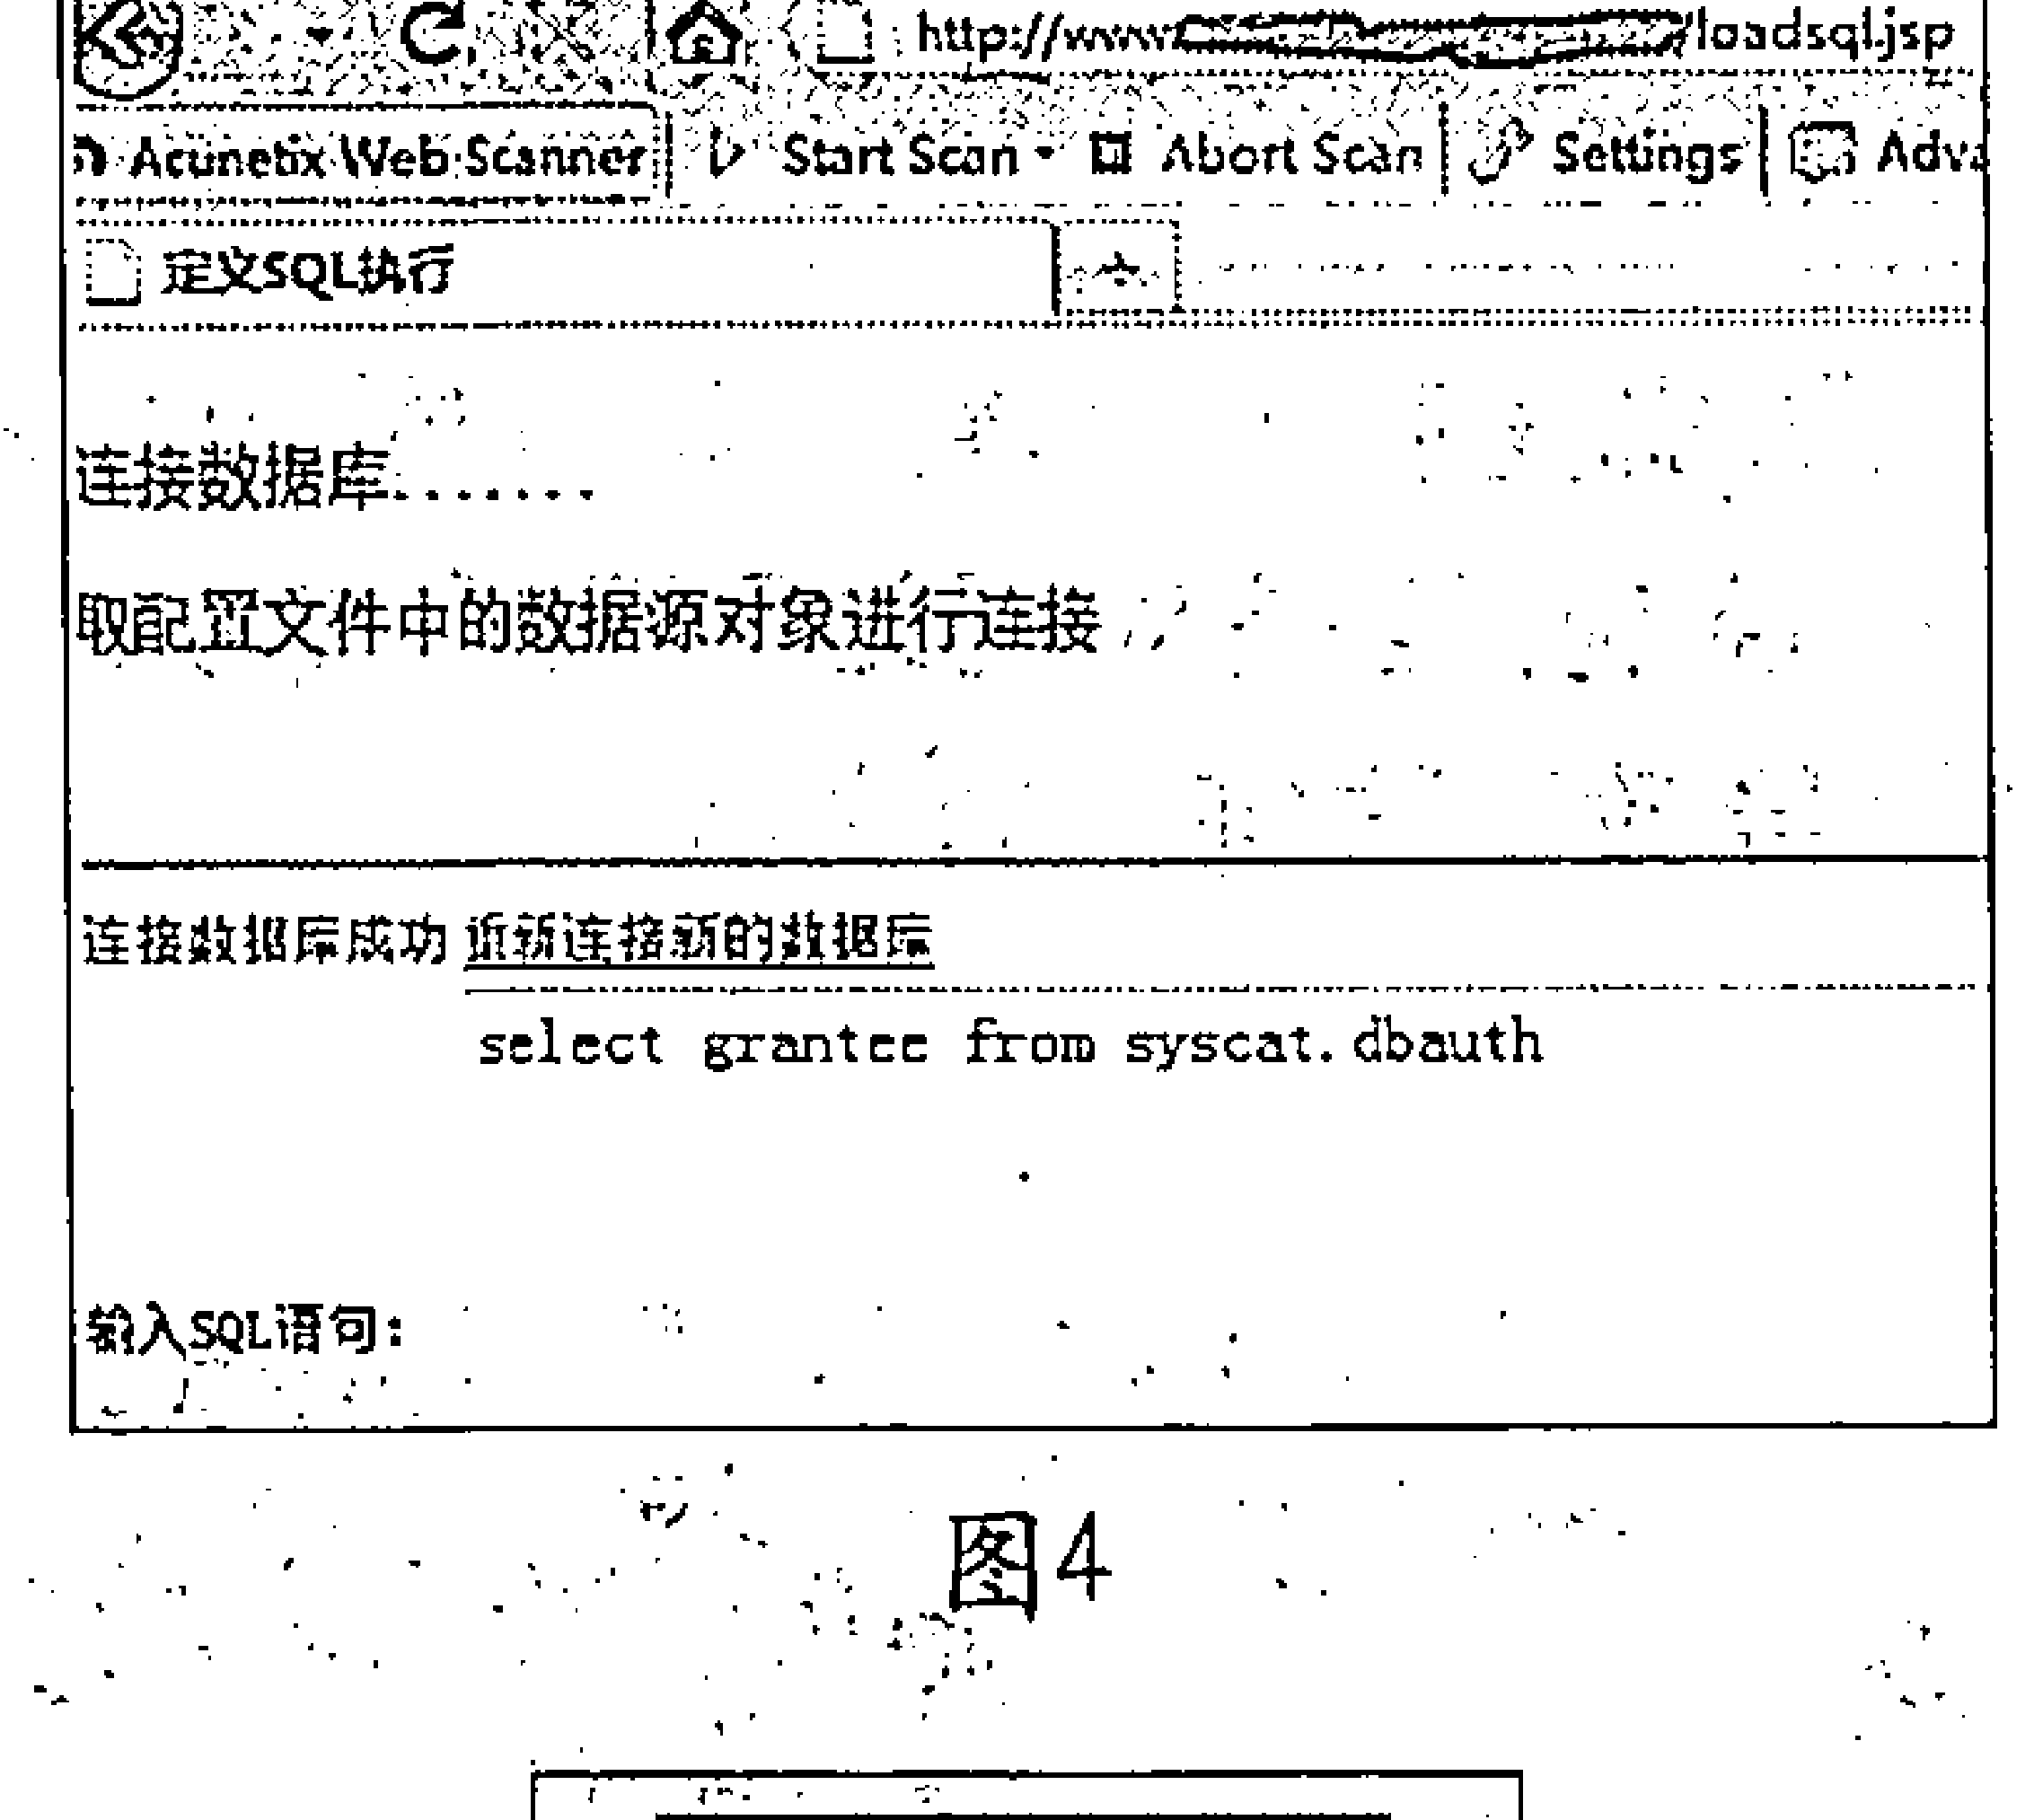 http://www /loadsql.jsp
Acunetix Web Scanner Start Scan Abort Scan Settings Adva
定义SQL执行
连接数据库.......
取配置文件中的数据源对象进行连接
连接数据库成功 重新连接新的数据库
select grantee from syscat.dbauth
输入SQL语句:
图4